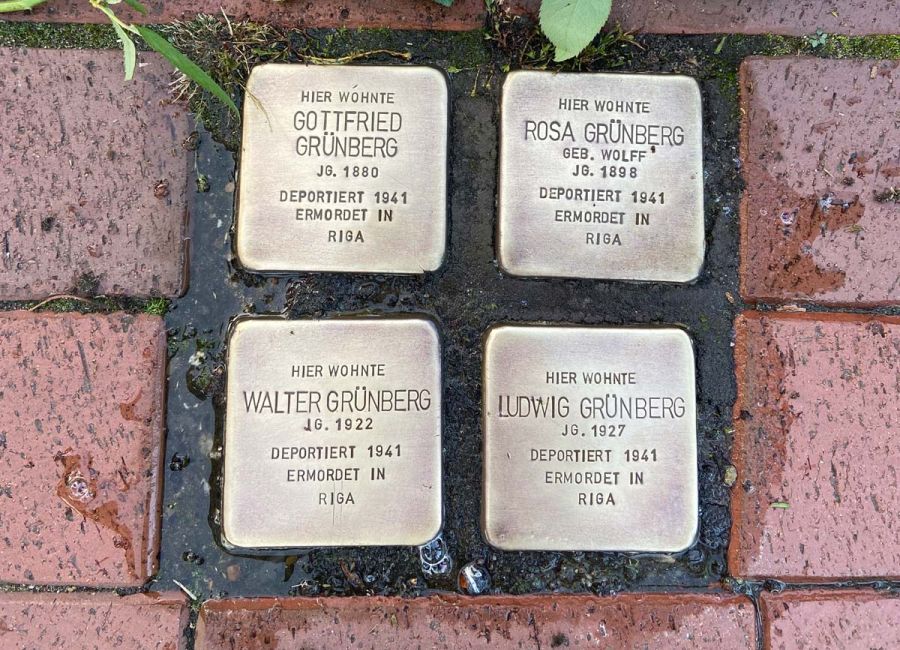 HIER WOHNTE
GOTTFRIED
GRÜNBERG
JG. 1880
DEPORTIERT 1941
ERMORDET IN
RIGA
HIER WOHNTE
ROSA GRÜNBERG
GEB. WOLFF
JG. 1898
DEPORTIERT 1941
ERMORDET IN
RIGA
HIER WOHNTE
WALTER GRÜNBERG
JG. 1922
DEPORTIERT 1941
ERMORDET IN
RIGA
HIER WOHNTE
LUDWIG GRÜNBERG
JG. 1927
DEPORTIERT 1941
ERMORDET IN
RIGA